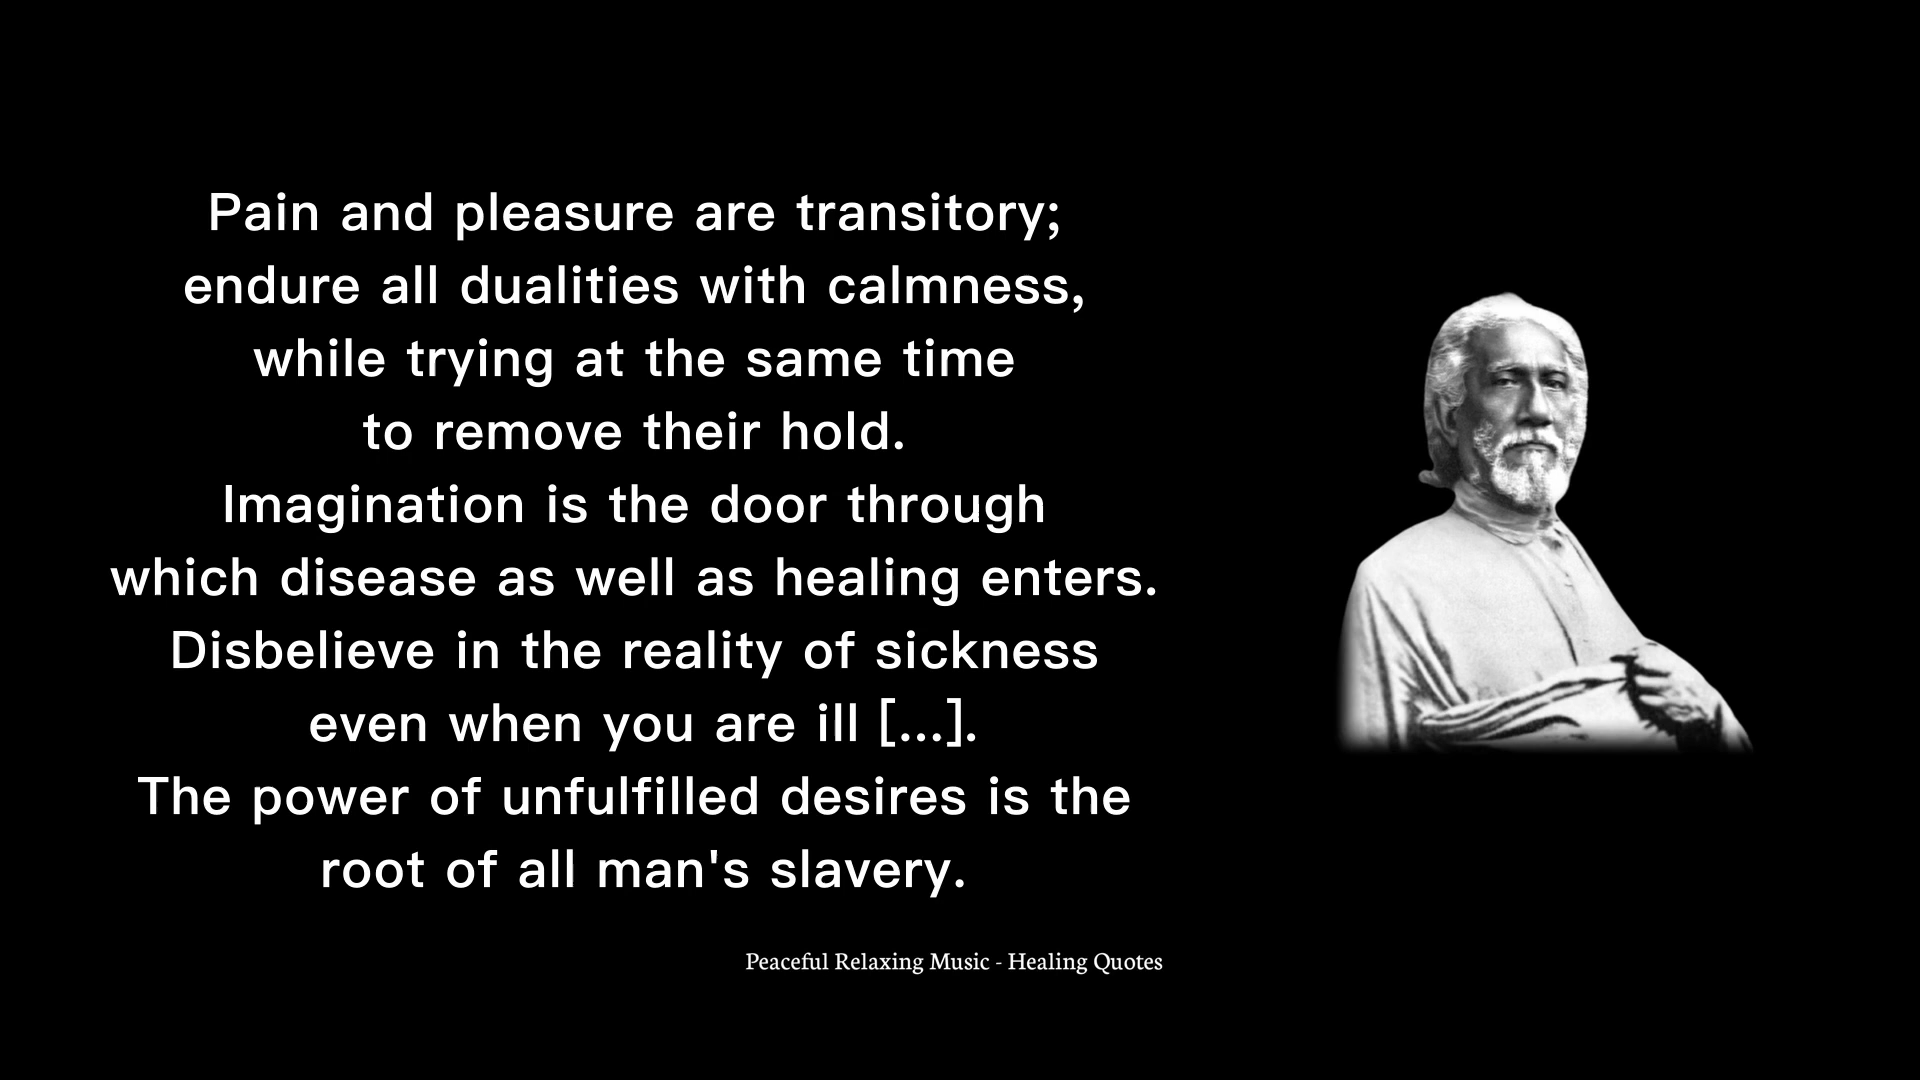 Pain and pleasure are transitory;
endure all dualities with calmness,
while trying at the same time
to remove their hold.
Imagination is the door through
which disease as well as healing enters.
Disbelieve in the reality of sickness
even when you are ill [...].
The power of unfulfilled desires is the
root of all man's slavery.
Peaceful Relaxing Music - Healing Quotes